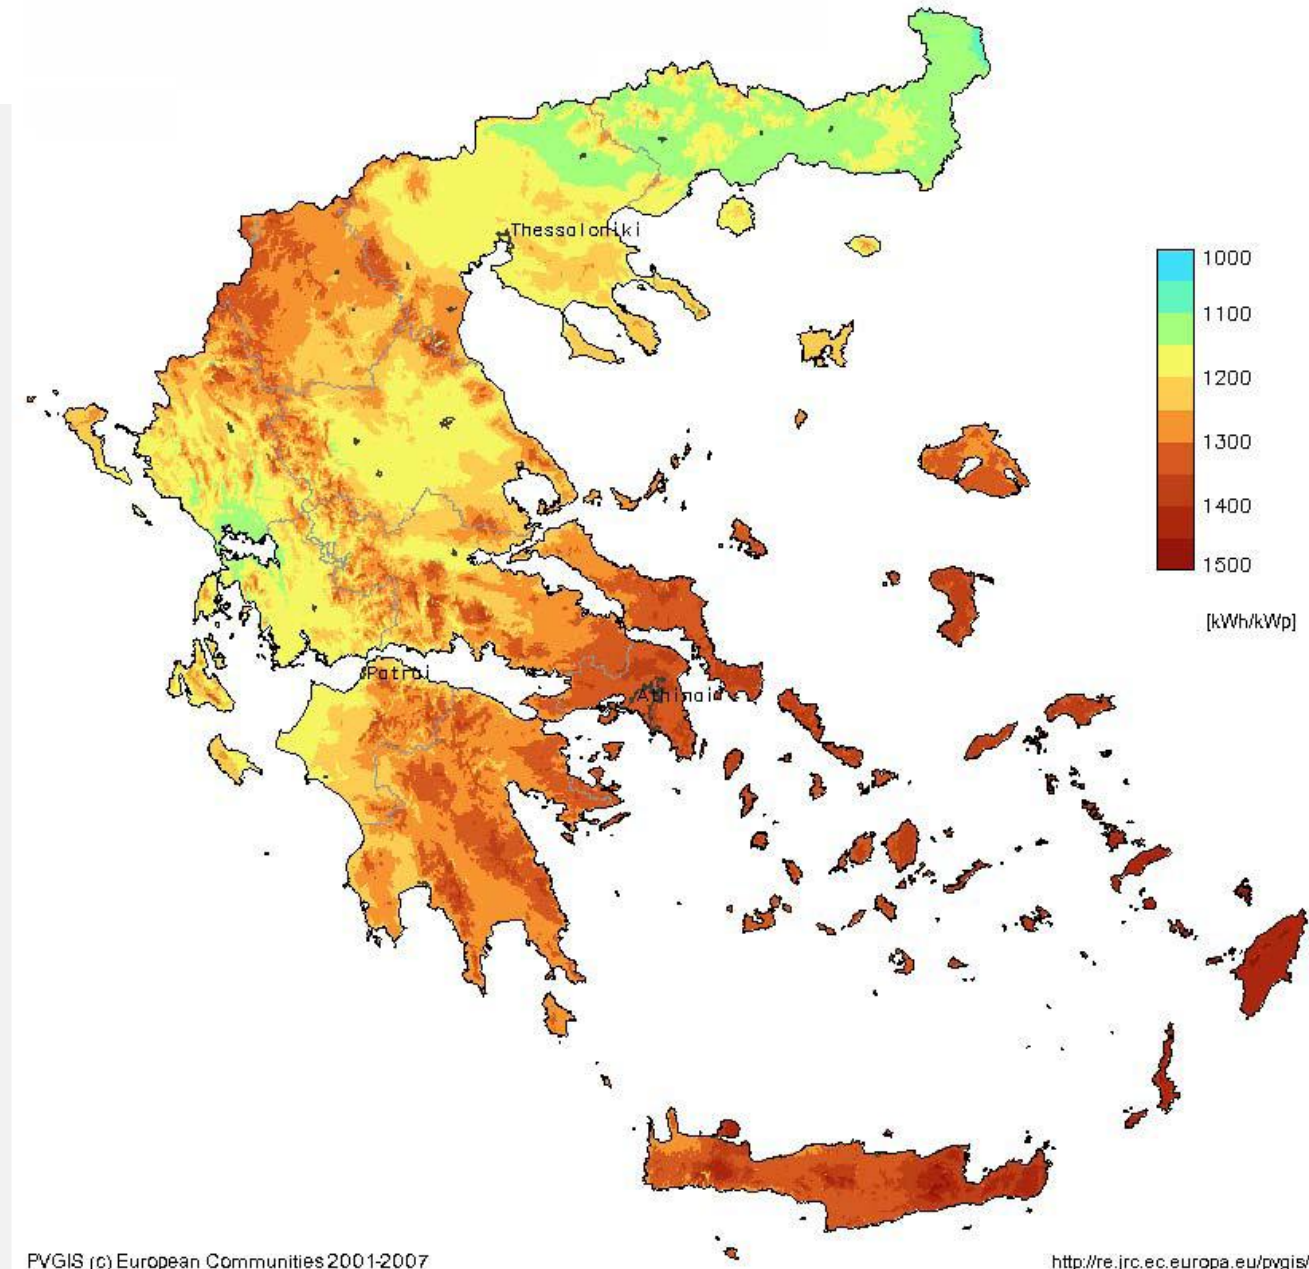 Thessaloniki
1000
1100
1200
1300
1400
1500
[kWh/kWp]
Patrai
Athinai
PVGIS (c) European Communities 2001-2007
http://re.jrc.ec.europa.eu/pvgis/